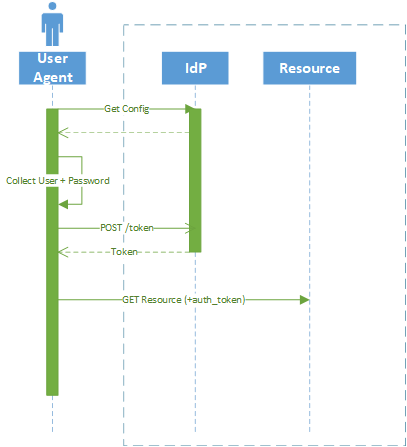 User
Agent
IdP
Resource
Get Config
Collect User + Password
POST /token
Token
GET Resource (+auth_token)